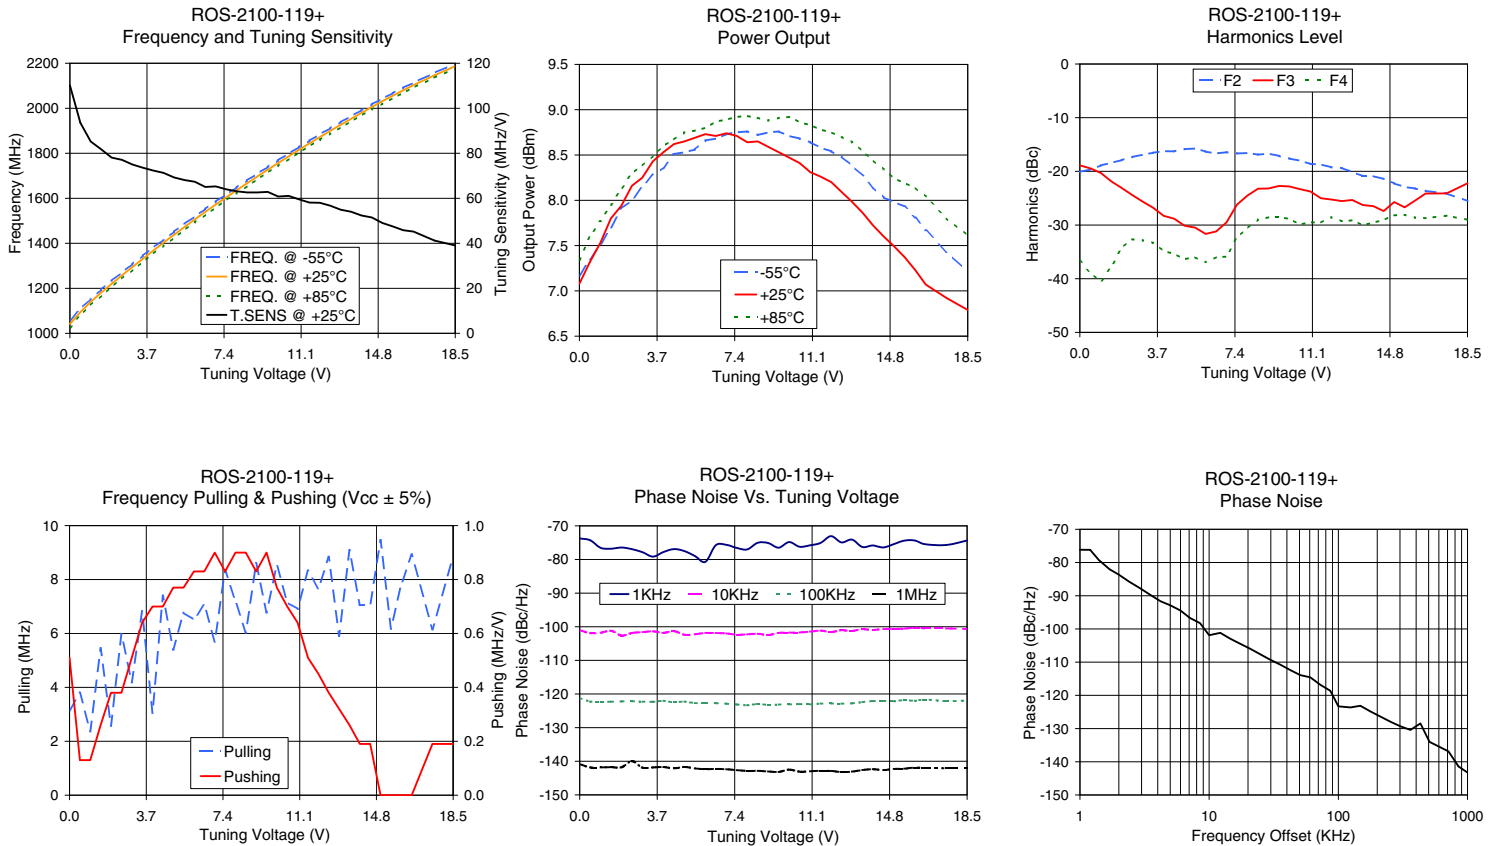 ROS-2100-119+
Frequency and Tuning Sensitivity
2200
2000
1800
1600
1400
1200
1000
120
100
80
60
40
20
0
Frequency (MHz)
Tuning Sensitivity (MHz/V)
FREQ. @ -55°C
FREQ. @ +25°C
FREQ. @ +85°C
T.SENS @ +25°C
0.0 3.7 7.4 11.1 14.8 18.5
Tuning Voltage (V)
ROS-2100-119+
Power Output
9.5
9.0
8.5
8.0
7.5
7.0
6.5
Output Power (dBm)
-55°C
+25°C
+85°C
0.0 3.7 7.4 11.1 14.8 18.5
Tuning Voltage (V)
ROS-2100-119+
Harmonics Level
0
-10
-20
-30
-40
-50
Harmonics (dBc)
F2 F3 F4
0.0 3.7 7.4 11.1 14.8 18.5
Tuning Voltage (V)
ROS-2100-119+
Frequency Pulling & Pushing (Vcc ± 5%)
10
8
6
4
2
0
1.0
0.8
0.6
0.4
0.2
0.0
Pulling (MHz)
Pushing (MHz/V)
Pulling
Pushing
0.0 3.7 7.4 11.1 14.8 18.5
Tuning Voltage (V)
ROS-2100-119+
Phase Noise Vs. Tuning Voltage
-70
-80
-90
-100
-110
-120
-130
-140
-150
Phase Noise (dBc/Hz)
1KHz 10KHz 100KHz 1MHz
0.0 3.7 7.4 11.1 14.8 18.5
Tuning Voltage (V)
ROS-2100-119+
Phase Noise
-70
-80
-90
-100
-110
-120
-130
-140
-150
Phase Noise (dBc/Hz)
1 10 100 1000
Frequency Offset (KHz)